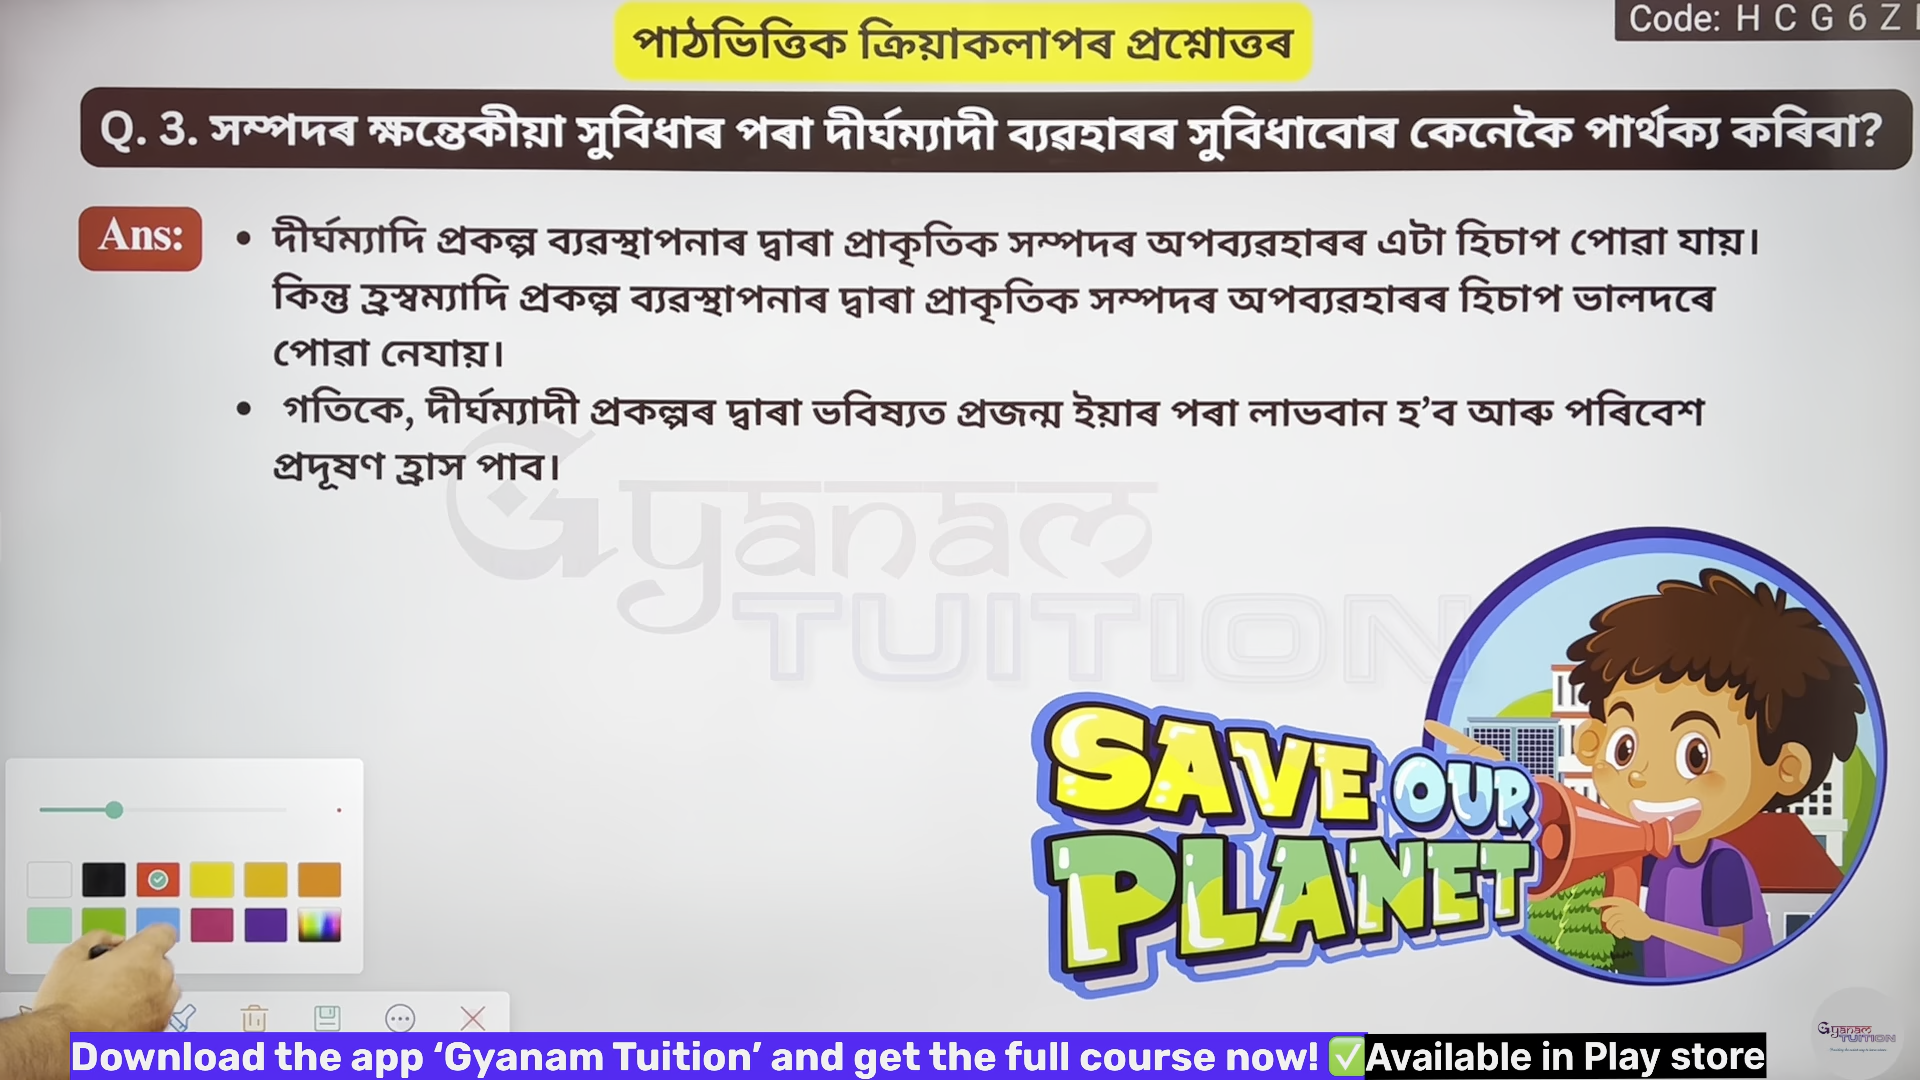 Code: H C G 6 Z
পাঠভিত্তিক ক্ৰিয়াকলাপৰ প্ৰশ্নোত্তৰ
Q. 3. সম্পদৰ ক্ষন্তেকীয়া সুবিধাৰ পৰা দীৰ্ঘম্যাদী ব্যৱহাৰৰ সুবিধাবোৰ কেনেকৈ পাৰ্থক্য কৰিবা?
Ans:
• দীৰ্ঘম্যাদি প্ৰকল্প ব্যৱস্থাপনাৰ দ্বাৰা প্ৰাকৃতিক সম্পদৰ অপব্যৱহাৰৰ এটা হিচাপ পোৱা যায়।
কিন্তু হ্ৰস্বম্যাদি প্ৰকল্প ব্যৱস্থাপনাৰ দ্বাৰা প্ৰাকৃতিক সম্পদৰ অপব্যৱহাৰৰ হিচাপ ভালদৰে
পোৱা নেযায়।
• গতিকে, দীৰ্ঘম্যাদী প্ৰকল্পৰ দ্বাৰা ভবিষ্যত প্ৰজন্ম ইয়াৰ পৰা লাভবান হ’ব আৰু পৰিবেশ
প্ৰদূষণ হ্ৰাস পাব।
Gyanam
TUITION
SAVE OUR
PLANET
Gyanam
TUITION
Download the app ‘Gyanam Tuition’ and get the full course now! ✅Available in Play store